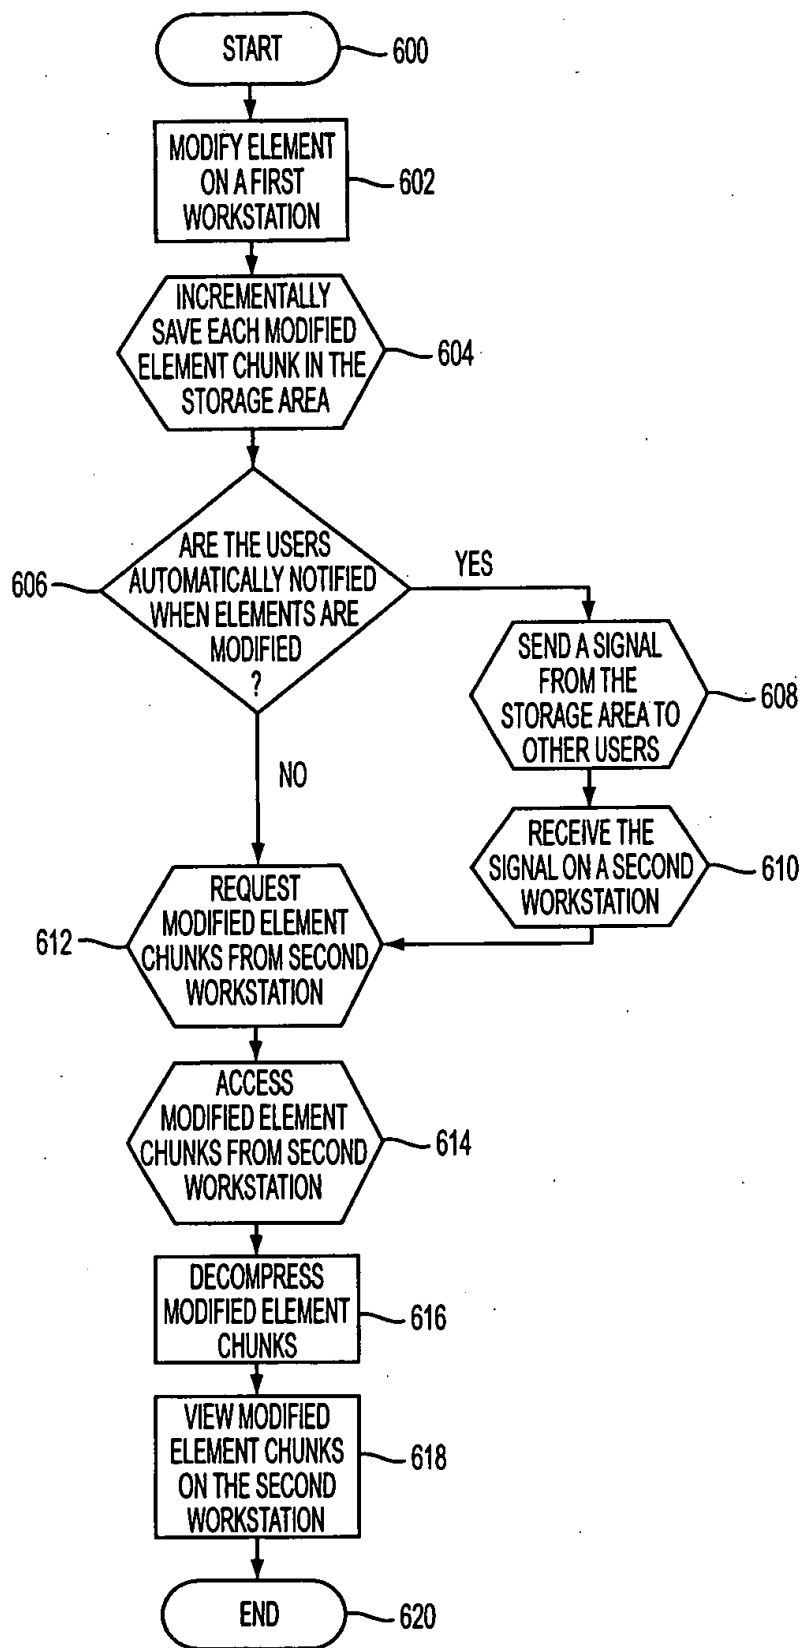 START
600
MODIFY ELEMENT
ON A FIRST
WORKSTATION
602
INCREMENTALLY
SAVE EACH MODIFIED
ELEMENT CHUNK IN THE
STORAGE AREA
604
ARE THE USERS
AUTOMATICALLY NOTIFIED
WHEN ELEMENTS ARE
MODIFIED
?
606
YES
SEND A SIGNAL
FROM THE
STORAGE AREA TO
OTHER USERS
608
NO
RECEIVE THE
SIGNAL ON A SECOND
WORKSTATION
610
REQUEST
MODIFIED ELEMENT
CHUNKS FROM SECOND
WORKSTATION
612
ACCESS
MODIFIED ELEMENT
CHUNKS FROM SECOND
WORKSTATION
614
DECOMPRESS
MODIFIED ELEMENT
CHUNKS
616
VIEW MODIFIED
ELEMENT CHUNKS
ON THE SECOND
WORKSTATION
618
END
620